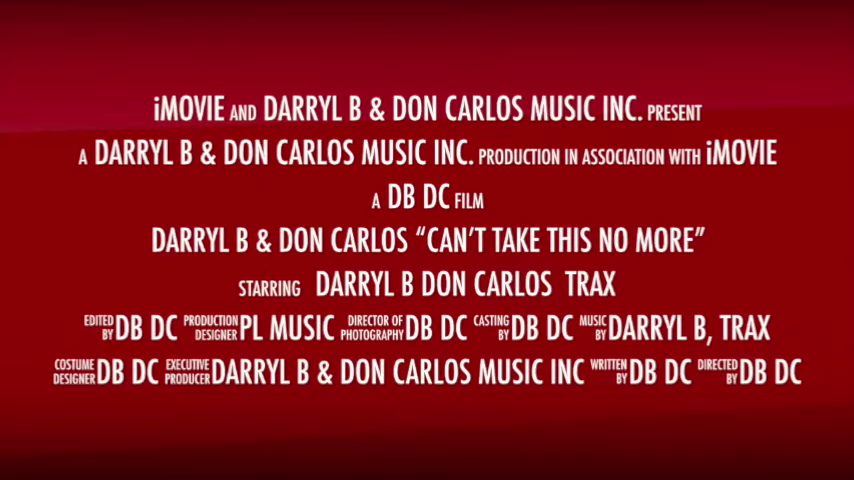 iMOVIE AND DARRYL B & DON CARLOS MUSIC INC. PRESENT
A DARRYL B & DON CARLOS MUSIC INC. PRODUCTION IN ASSOCIATION WITH iMOVIE
A DB DC FILM
DARRYL B & DON CARLOS “CAN’T TAKE THIS NO MORE”
STARRING DARRYL B DON CARLOS TRAX
EDITED BY DB DC PRODUCTION DESIGNER PL MUSIC DIRECTOR OF PHOTOGRAPHY DB DC CASTING BY DB DC MUSIC BY DARRYL B, TRAX
COSTUME DESIGNER DB DC EXECUTIVE PRODUCER DARRYL B & DON CARLOS MUSIC INC WRITTEN BY DB DC DIRECTED BY DB DC